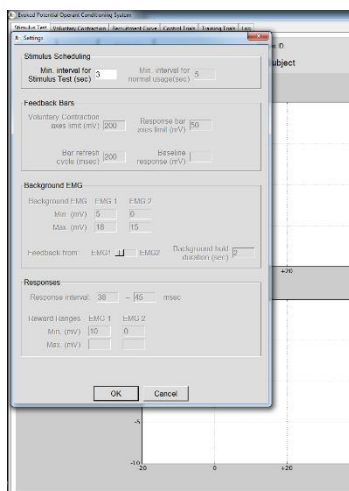 Evoked Potential Operant Conditioning System
Stimulus Test Voluntary Contraction Recruitment Curve Control Trials Training Trials Log
Settings
ID
Subject
Stimulus Scheduling
Min. interval for Stimulus Test (sec) 3
Min. interval for normal usage(sec) 5
Feedback Bars
Voluntary Contraction axes limit (mV) 200
Response bar axes limit (mV) 50
Bar refresh cycle (msec) 200
Baseline response (mV)
Background EMG
Background EMG EMG 1 EMG 2
Min. (mV) 5 0
Max. (mV) 18 15
Feedback from: EMG1 EMG2
Background hold duration (sec)
Responses
Response interval: 38 - 45 msec
Reward Ranges EMG 1 EMG 2
Min. (mV) 10 0
Max. (mV)
OK Cancel
+20
-5
-10
-20 0 +20